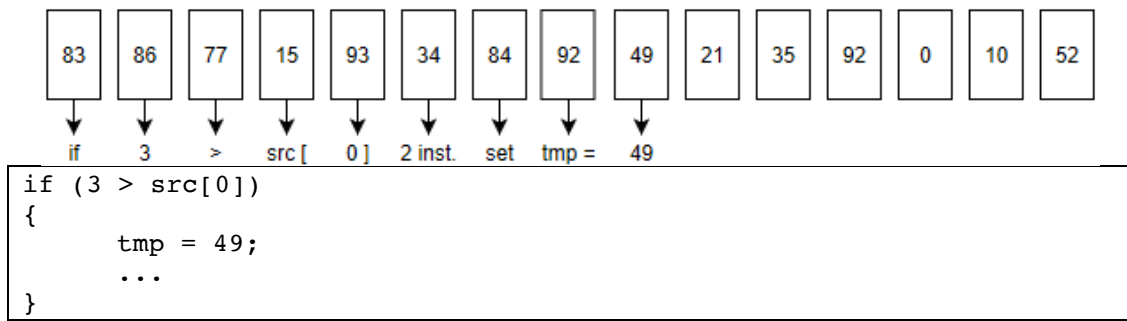 83 86 77 15 93 34 84 92 49 21 35 92 0 10 52
if 3 > src [ 0 ] 2 inst. set tmp = 49
if (3 > src[0])
{
tmp = 49;
...
}